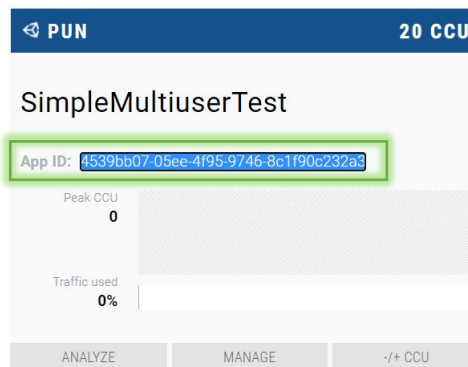 PUN 20 CCU
SimpleMultiuserTest
App ID: 4539bb07-05ee-4f95-9746-8c1f90c232a3
Peak CCU
0
Traffic used
0%
ANALYZE MANAGE -/+ CCU